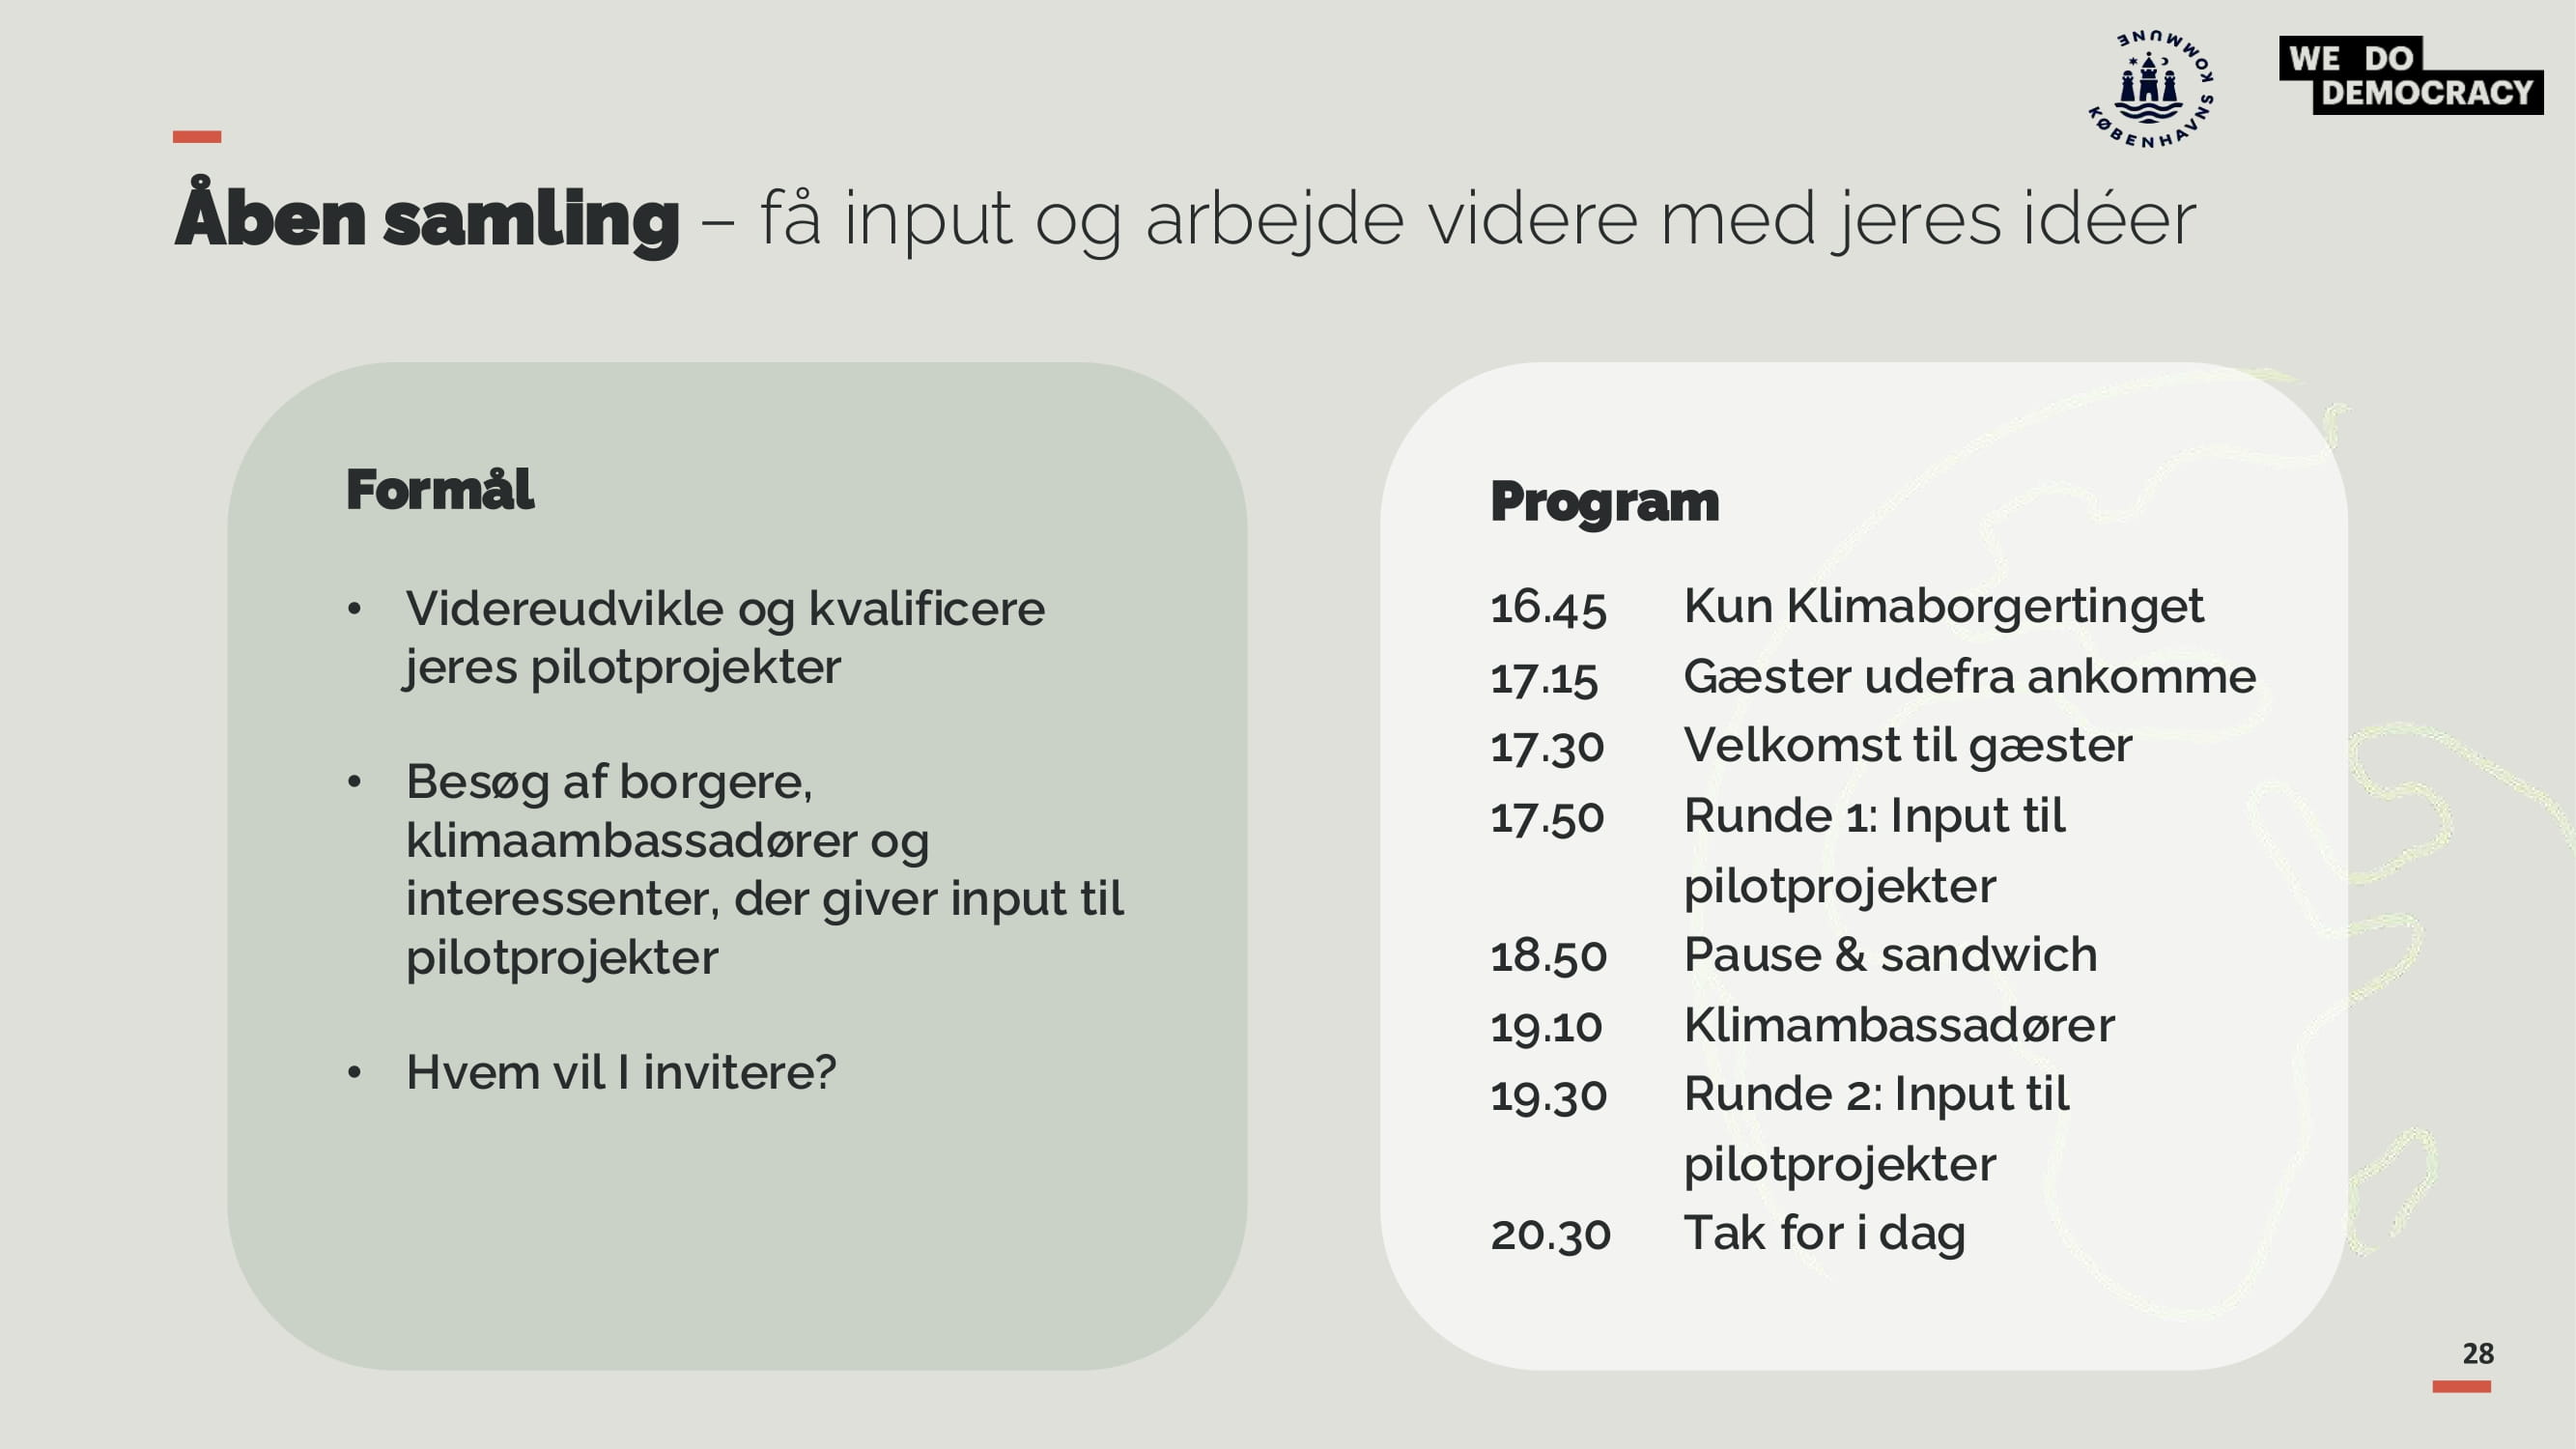 KØBENHAVNS KOMMUNE
WE DO
DEMOCRACY
Åben samling – få input og arbejde videre med jeres idéer
Formål
• Videreudvikle og kvalificere
jeres pilotprojekter
• Besøg af borgere,
klimaambassadører og
interessenter, der giver input til
pilotprojekter
• Hvem vil I invitere?
Program
16.45 Kun Klimaborgertinget
17.15 Gæster udefra ankomme
17.30 Velkomst til gæster
17.50 Runde 1: Input til
pilotprojekter
18.50 Pause & sandwich
19.10 Klimambassadører
19.30 Runde 2: Input til
pilotprojekter
20.30 Tak for i dag
28